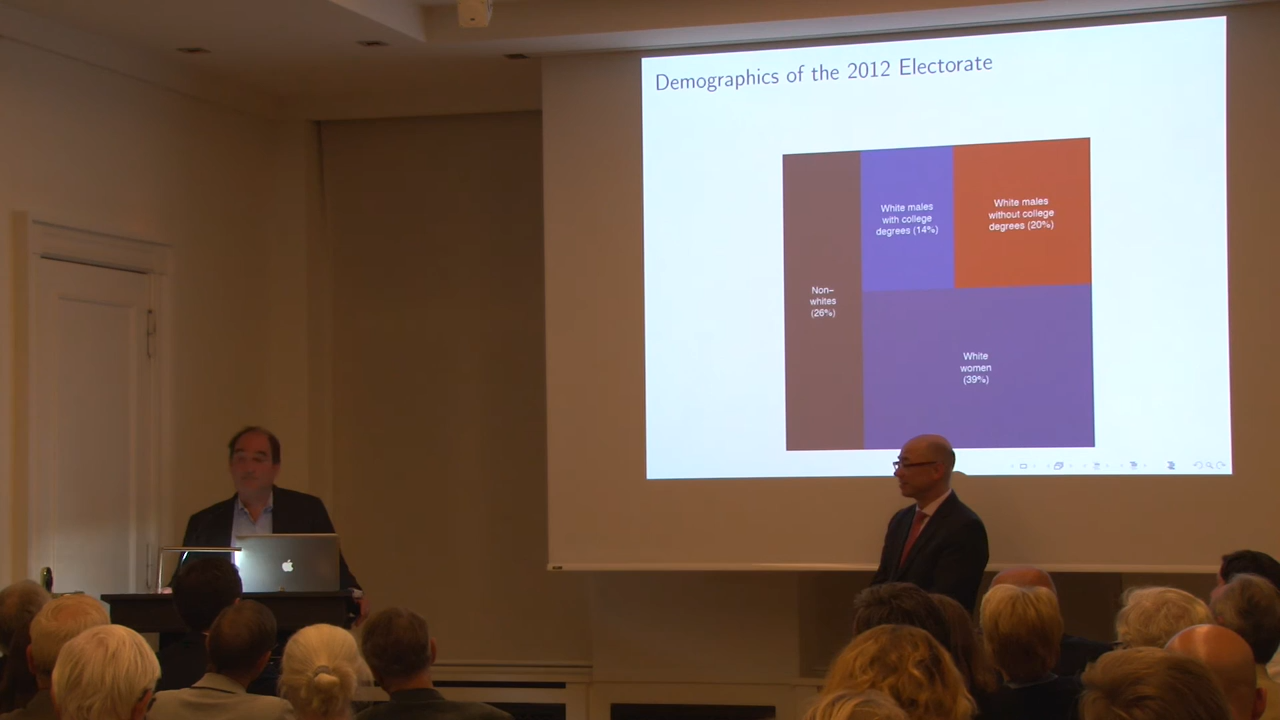 Demographics of the 2012 Electorate
White males
with college
degrees (14%)
White males
without college
degrees (20%)
Non–
whites
(26%)
White
women
(39%)